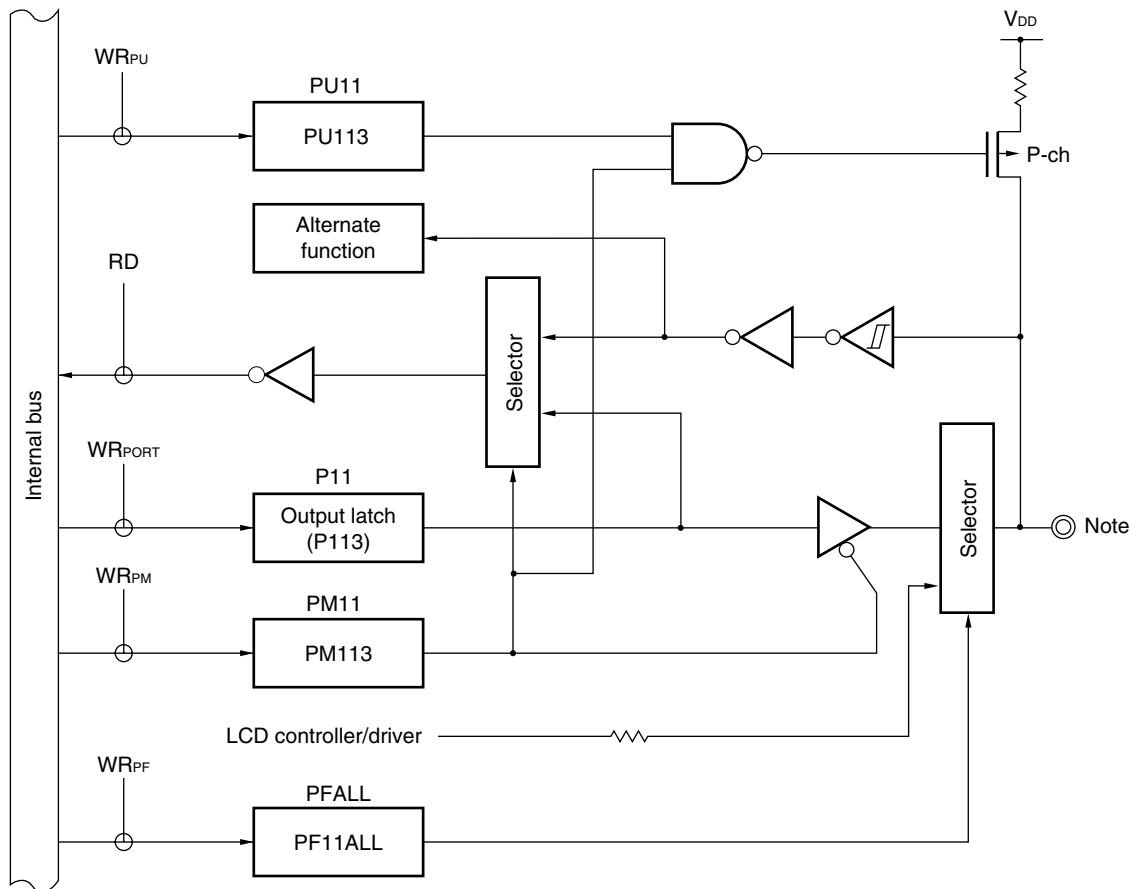 VDD
WRPU
PU11
PU113
P-ch
Alternate
function
RD
Selector
Internal bus
WRPORT
P11
Output latch
(P113)
Selector
Note
WRPM
PM11
PM113
LCD controller/driver
WRPF
PFALL
PF11ALL